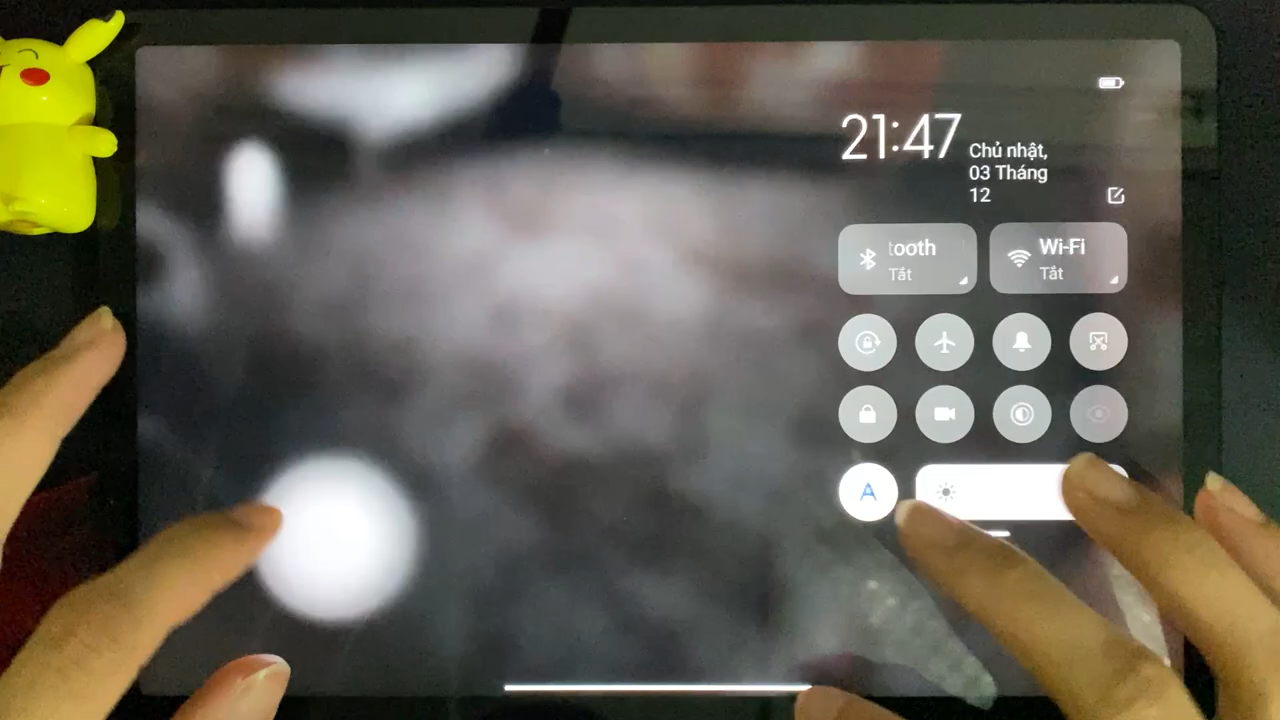 21:47
Chủ nhật,
03 Tháng
12
tooth
Tắt
Wi-Fi
Tắt
A